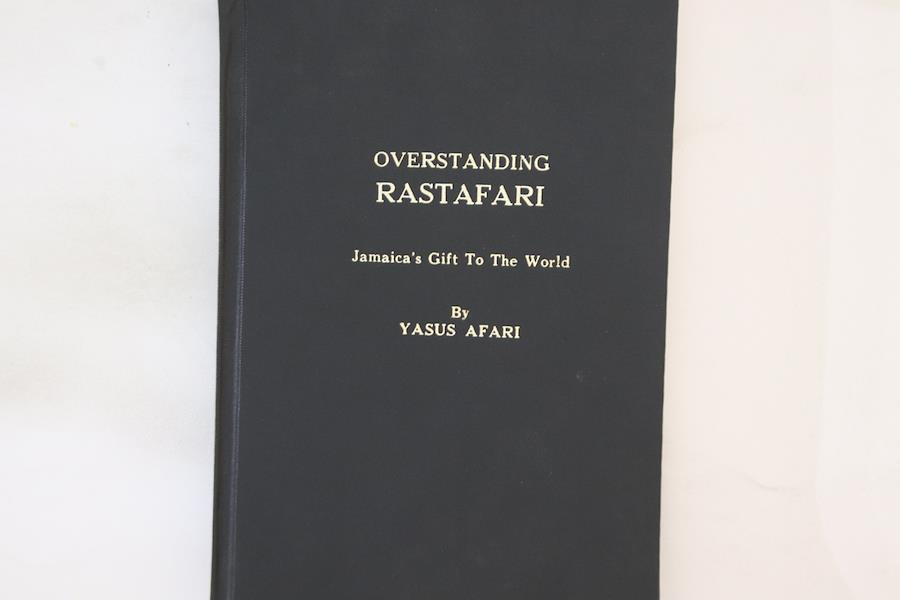 OVERSTANDING
RASTAFARI
Jamaica's Gift To The World
By
YASUS AFARI